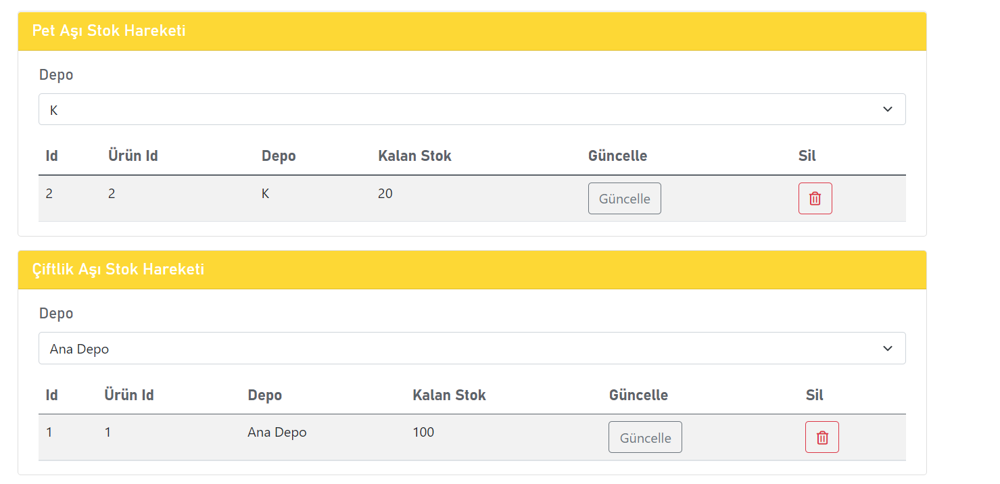 Pet Aşı Stok Hareketi
Depo
K
Id Ürün Id Depo Kalan Stok Güncelle Sil
2 2 K 20 Güncelle
Çiftlik Aşı Stok Hareketi
Depo
Ana Depo
Id Ürün Id Depo Kalan Stok Güncelle Sil
1 1 Ana Depo 100 Güncelle